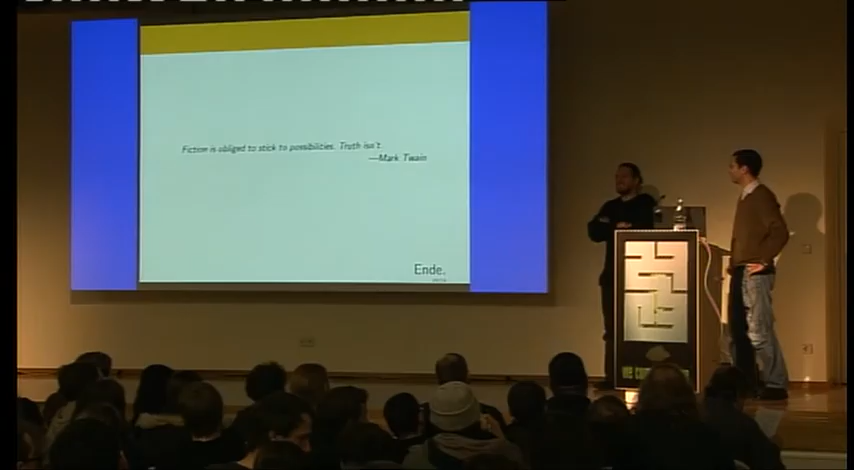 Fiction is obliged to stick to possibilities. Truth isn't.
—Mark Twain
Ende.